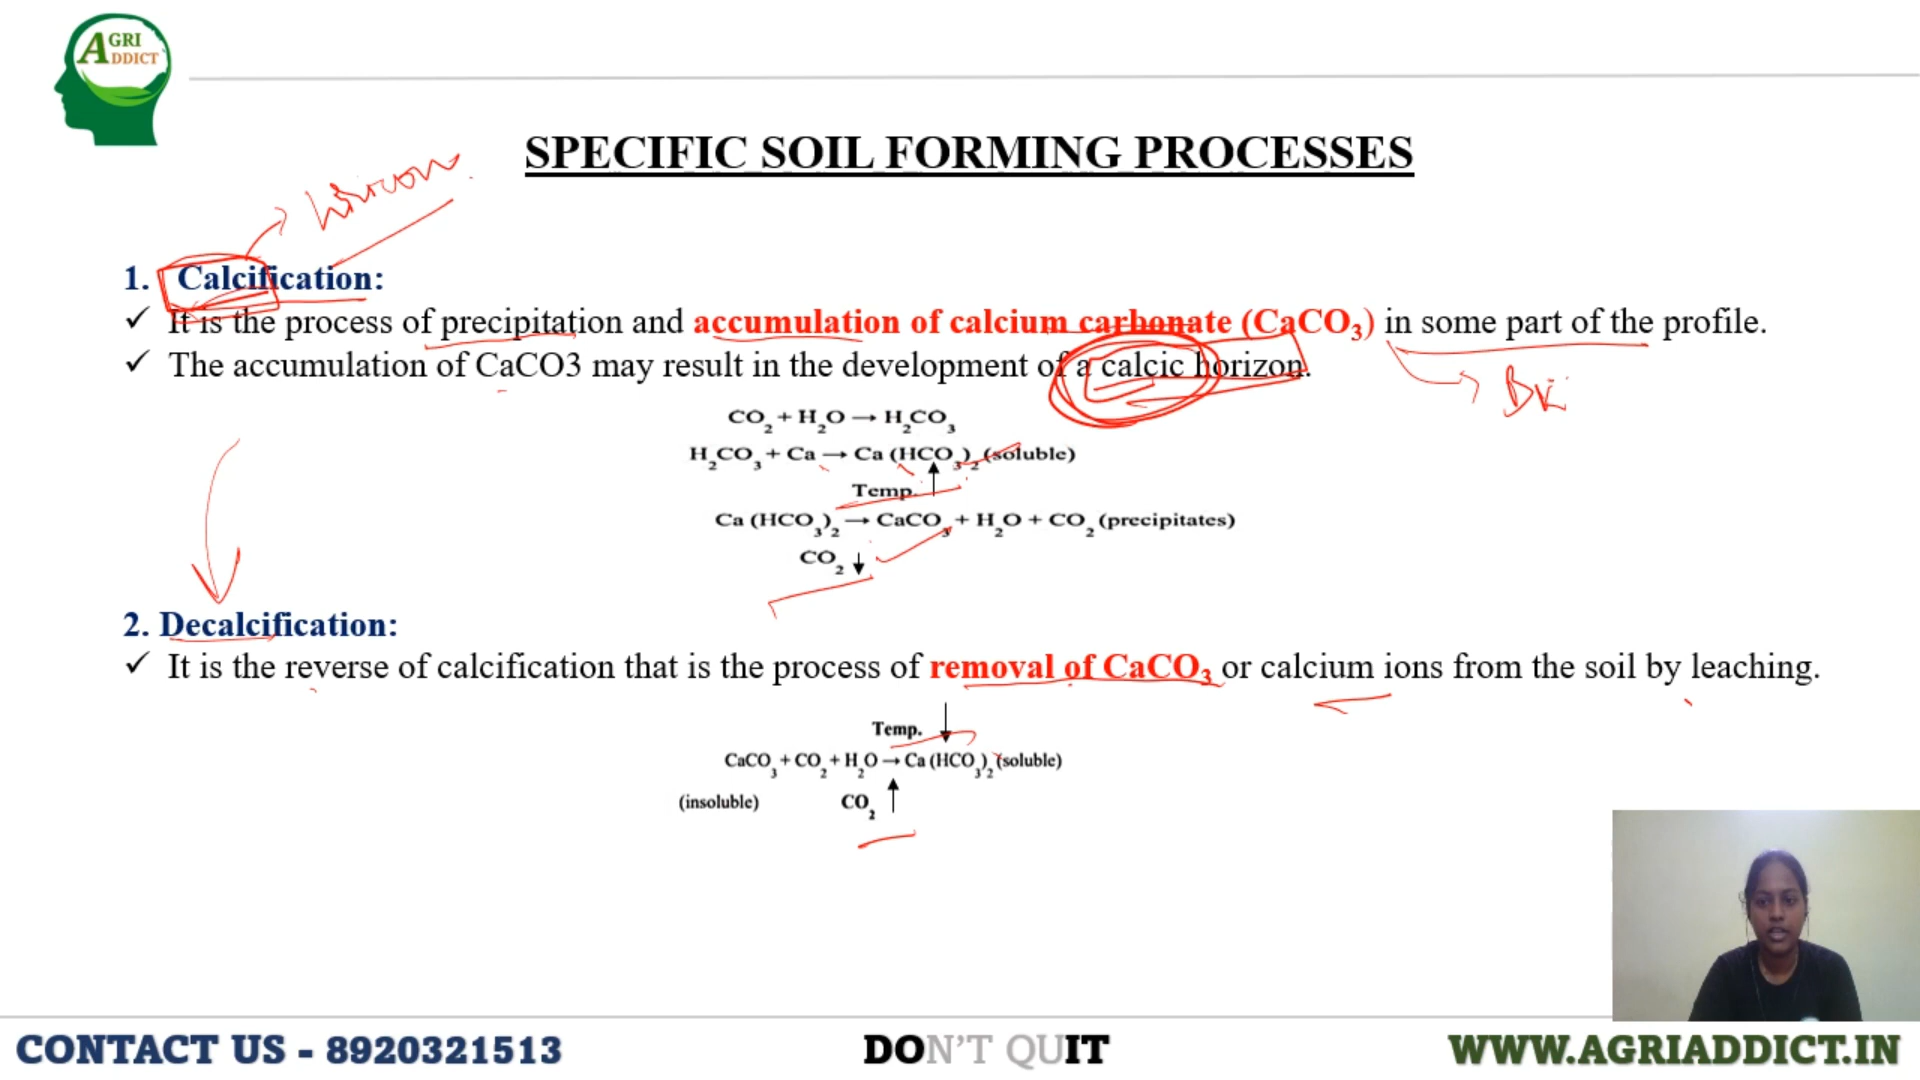 AGRI
ADDICT
SPECIFIC SOIL FORMING PROCESSES
horizon
1. Calcification:
✓ It is the process of precipitation and accumulation of calcium carbonate (CaCO₃) in some part of the profile.
✓ The accumulation of CaCO3 may result in the development of a calcic horizon.
BK
CO₂ + H₂O → H₂CO₃
H₂CO₃ + Ca → Ca (HCO₃)₂ (soluble)
Temp. ↑
Ca (HCO₃)₂ → CaCO₃ + H₂O + CO₂ (precipitates)
CO₂ ↓
2. Decalcification:
✓ It is the reverse of calcification that is the process of removal of CaCO₃ or calcium ions from the soil by leaching.
Temp. ↓
CaCO₃ + CO₂ + H₂O → Ca (HCO₃)₂ (soluble)
(insoluble) CO₂ ↑
CONTACT US - 8920321513 DON'T QUIT WWW.AGRIADDICT.IN